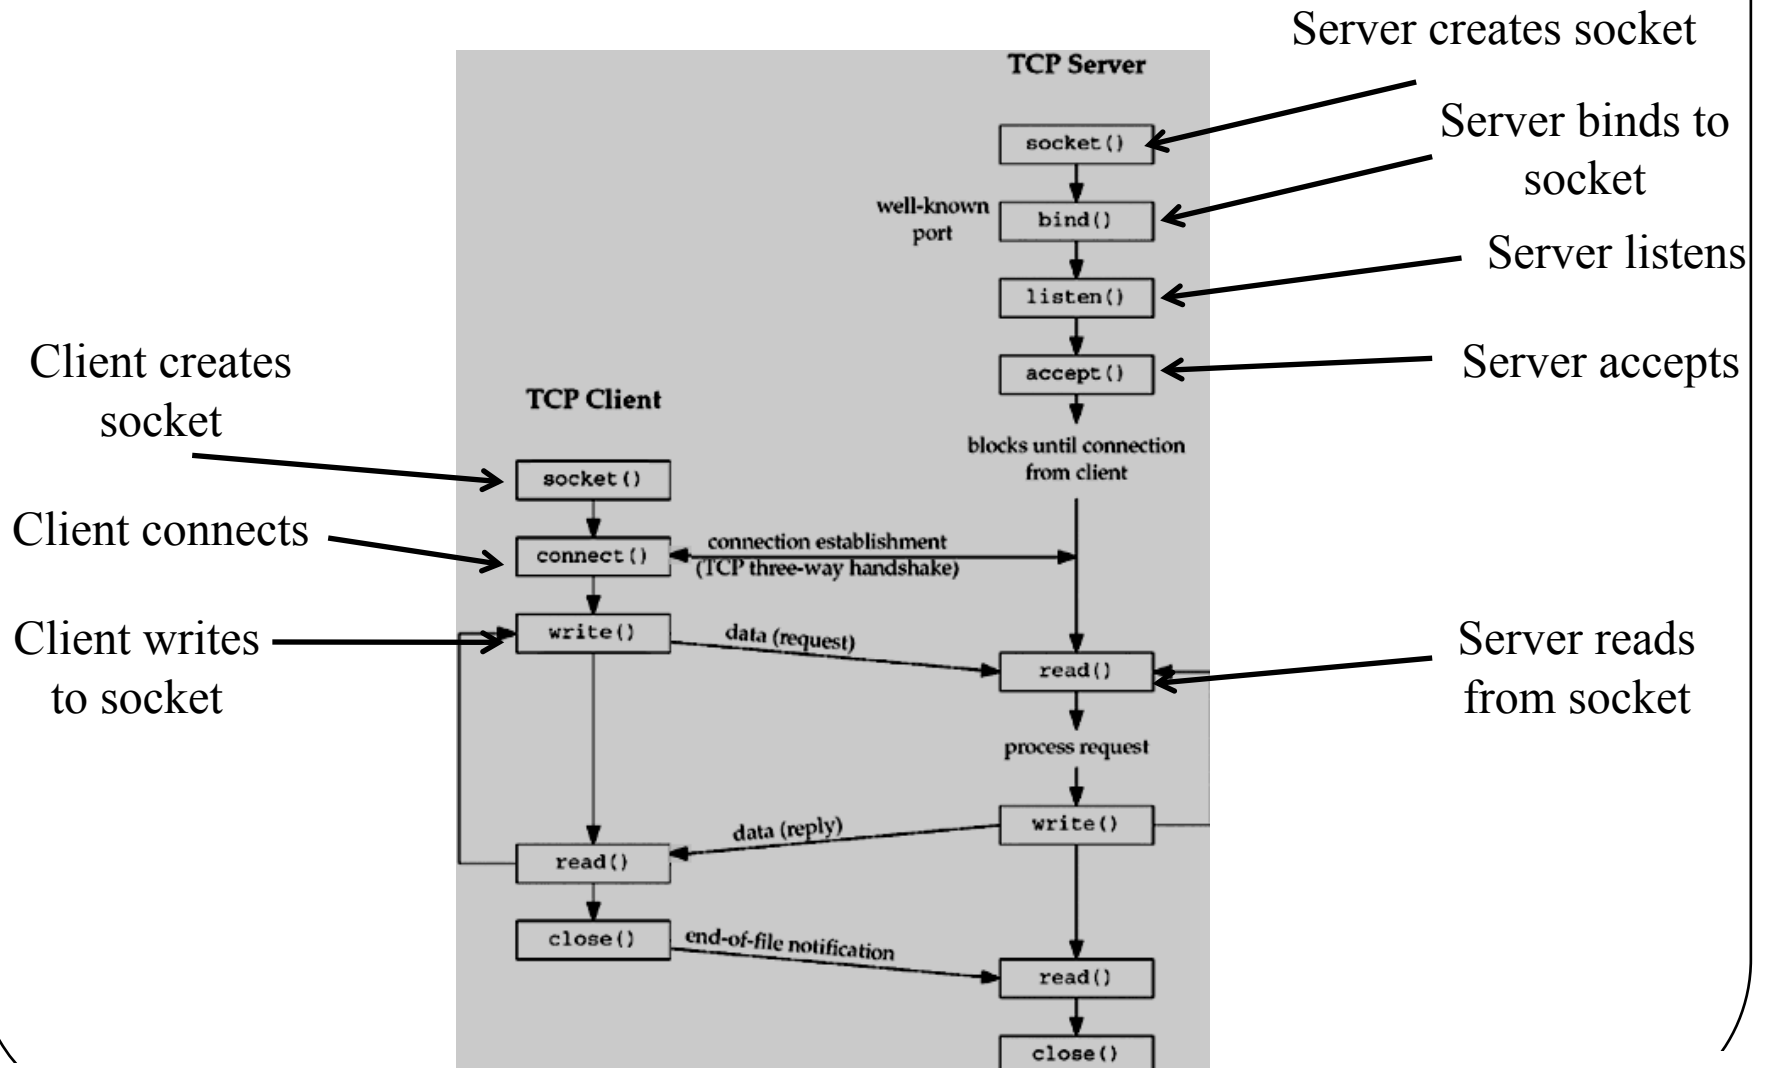 Server creates socket
TCP Server
socket()
Server binds to
socket
well-known
port
bind()
Server listens
listen()
Server accepts
accept()
blocks until connection
from client
Client creates
socket
TCP Client
socket()
Client connects
connect()
connection establishment
(TCP three-way handshake)
Client writes
to socket
write()
data (request)
Server reads
from socket
read()
process request
write()
data (reply)
read()
close()
end-of-file notification
read()
close()